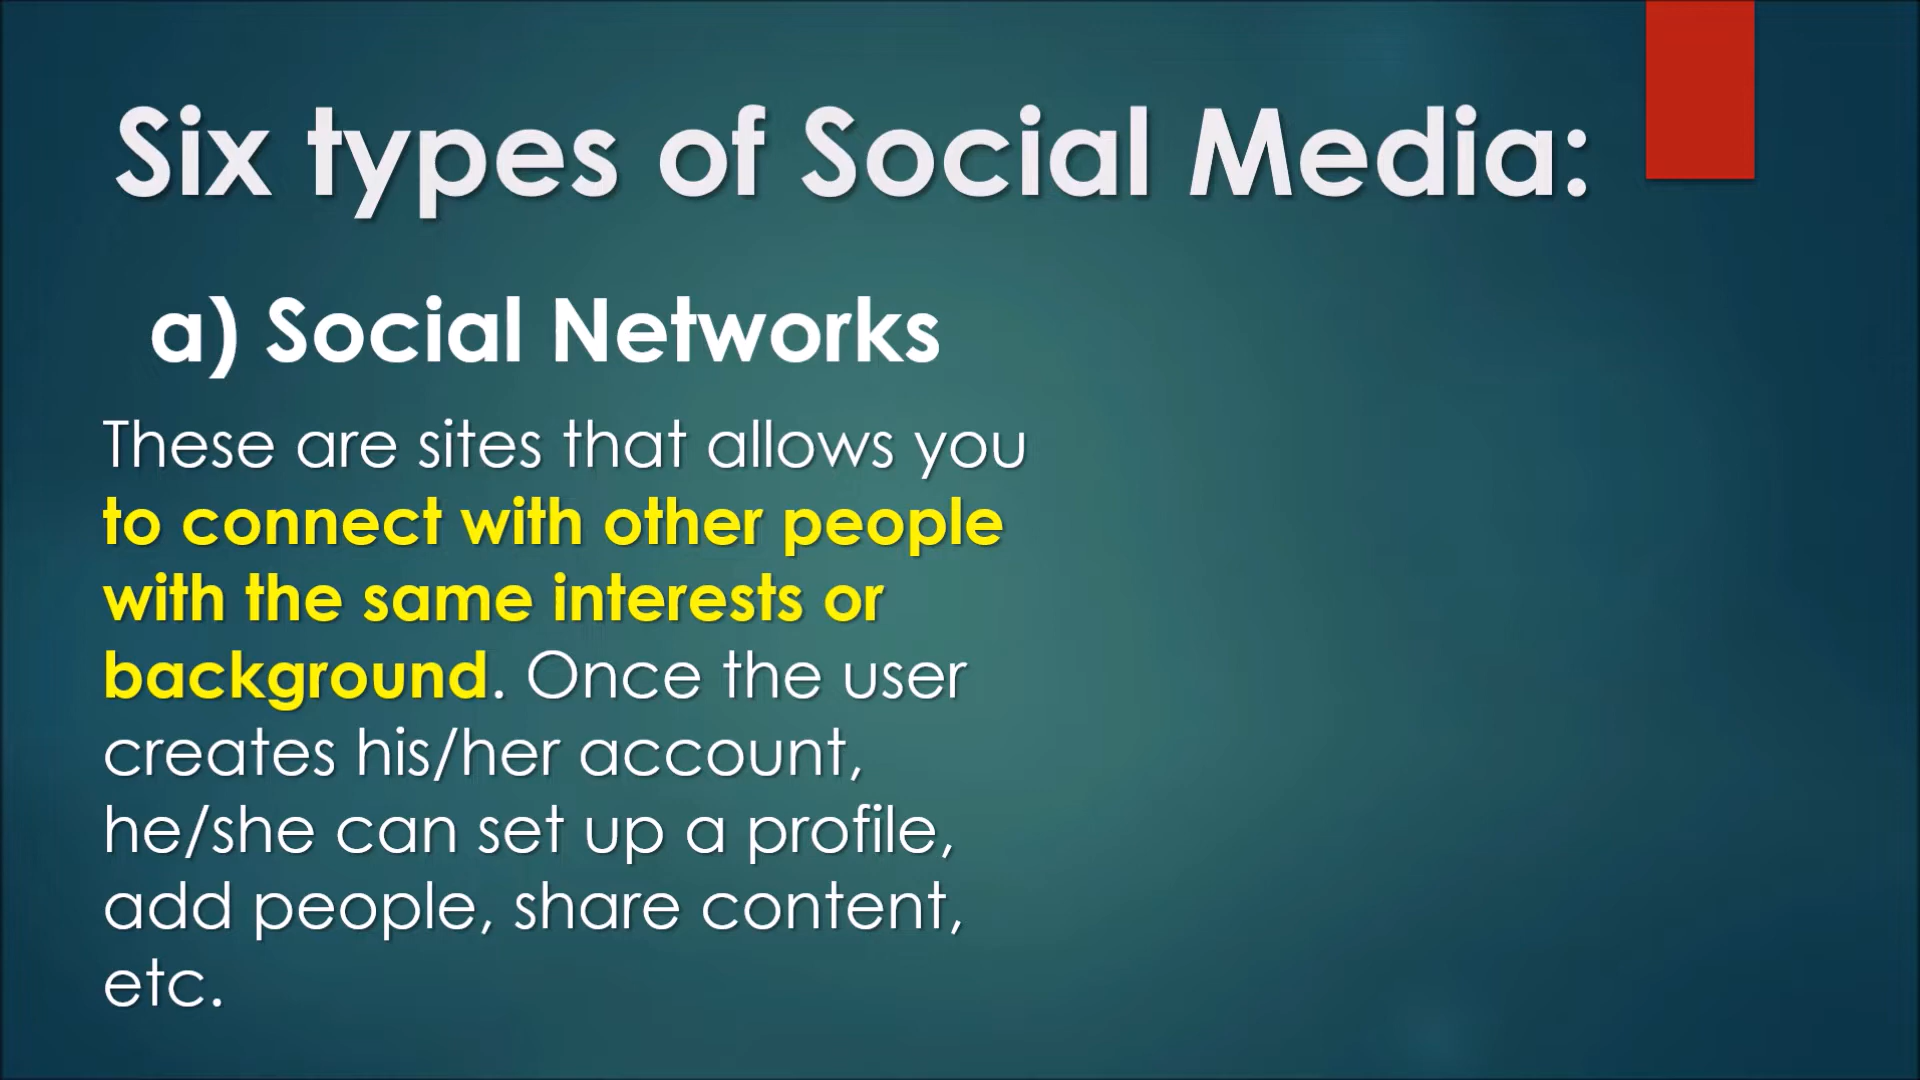 Six types of Social Media:
a) Social Networks
These are sites that allows you
to connect with other people
with the same interests or
background. Once the user
creates his/her account,
he/she can set up a profile,
add people, share content,
etc.